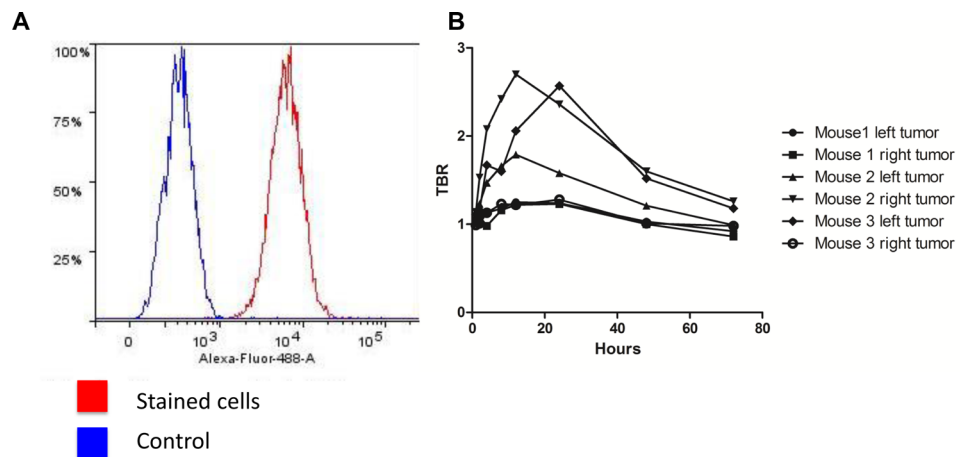 A
100%
75%
50%
25%
0 10³ 10⁴ 10⁵
Alexa-Fluor-488-A
Stained cells
Control
B
3
2
1
0
TBR
0 20 40 60 80
Hours
Mouse1 left tumor
Mouse 1 right tumor
Mouse 2 left tumor
Mouse 2 right tumor
Mouse 3 left tumor
Mouse 3 right tumor